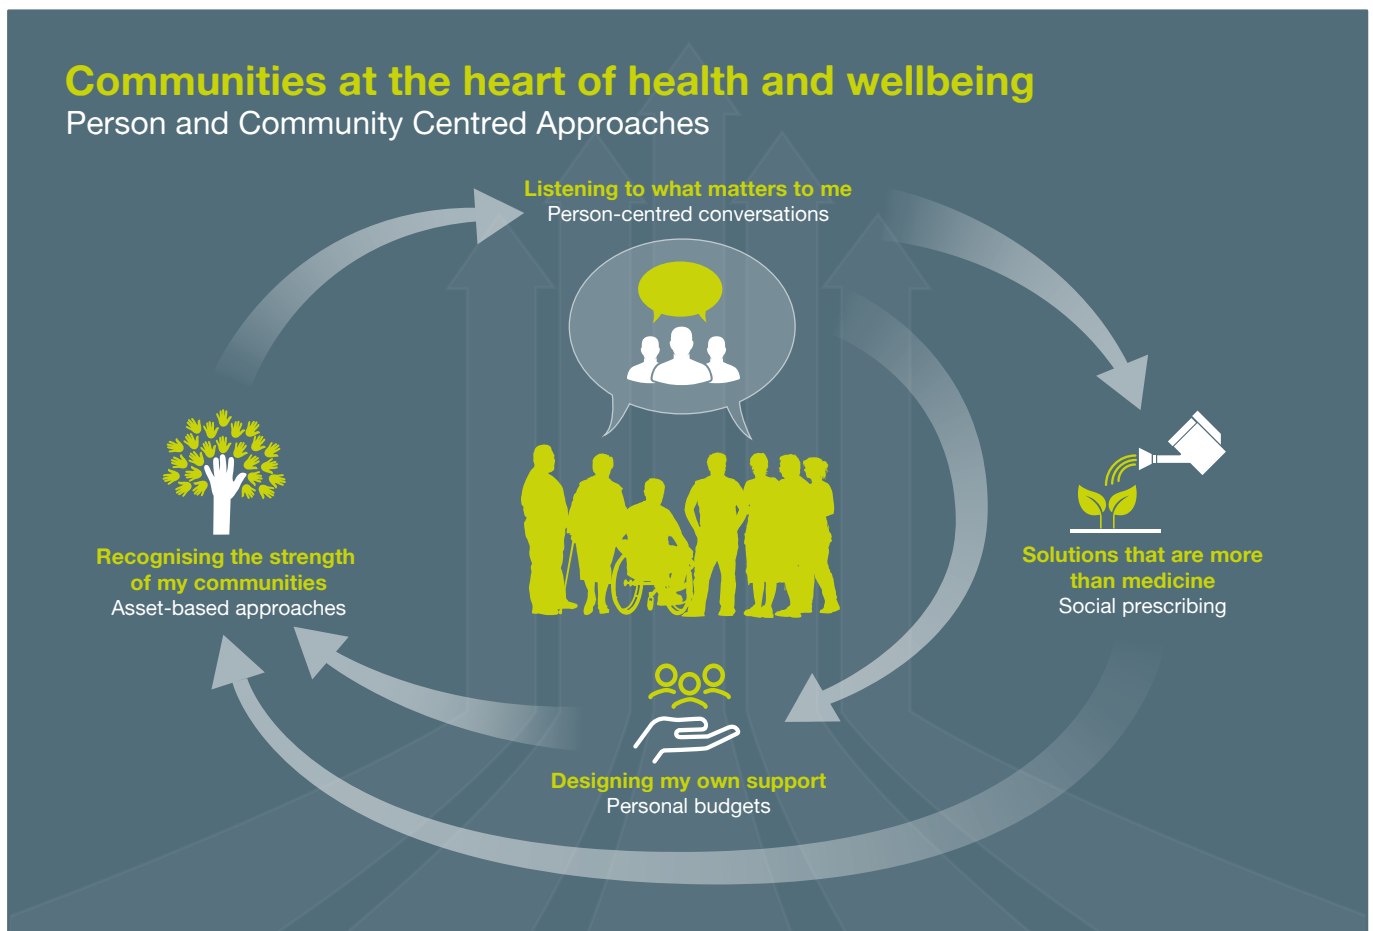 Communities at the heart of health and wellbeing
Person and Community Centred Approaches
Listening to what matters to me
Person-centred conversations
Recognising the strength
of my communities
Asset-based approaches
Solutions that are more
than medicine
Social prescribing
Designing my own support
Personal budgets